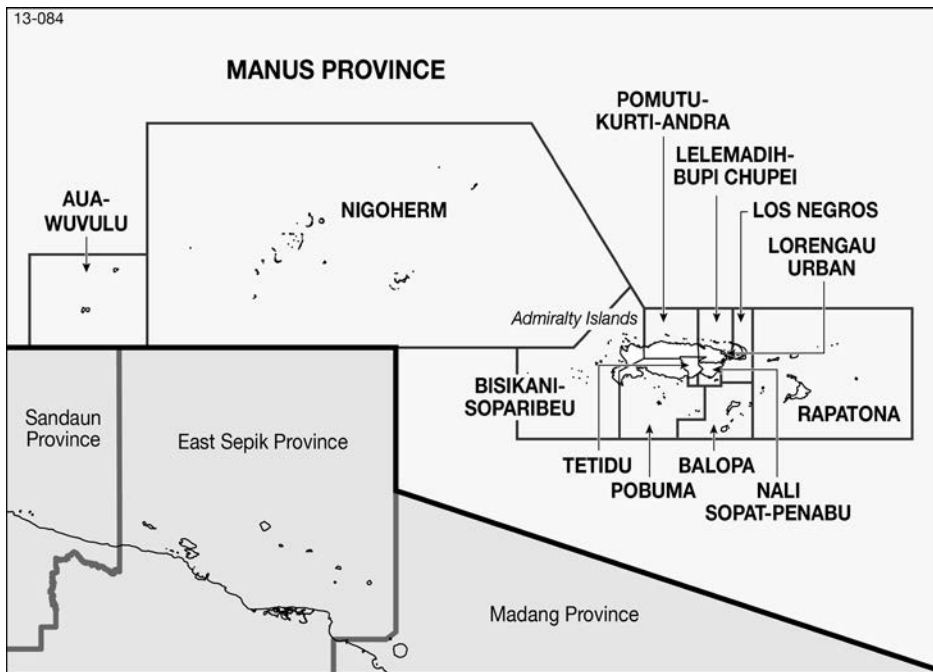 13-084
MANUS PROVINCE
POMUTU-
KURTI-ANDRA
LELEMADIH-
BUPI CHUPEI
AUA-
WUVULU
NIGOHERM
LOS NEGROS
LORENGAU
URBAN
Admiralty Islands
BISIKANI-
SOPARIBEU
RAPATONA
Sandaun
Province
East Sepik Province
TETIDU
BALOPA
POBUMA
NALI
SOPAT-PENABU
Madang Province